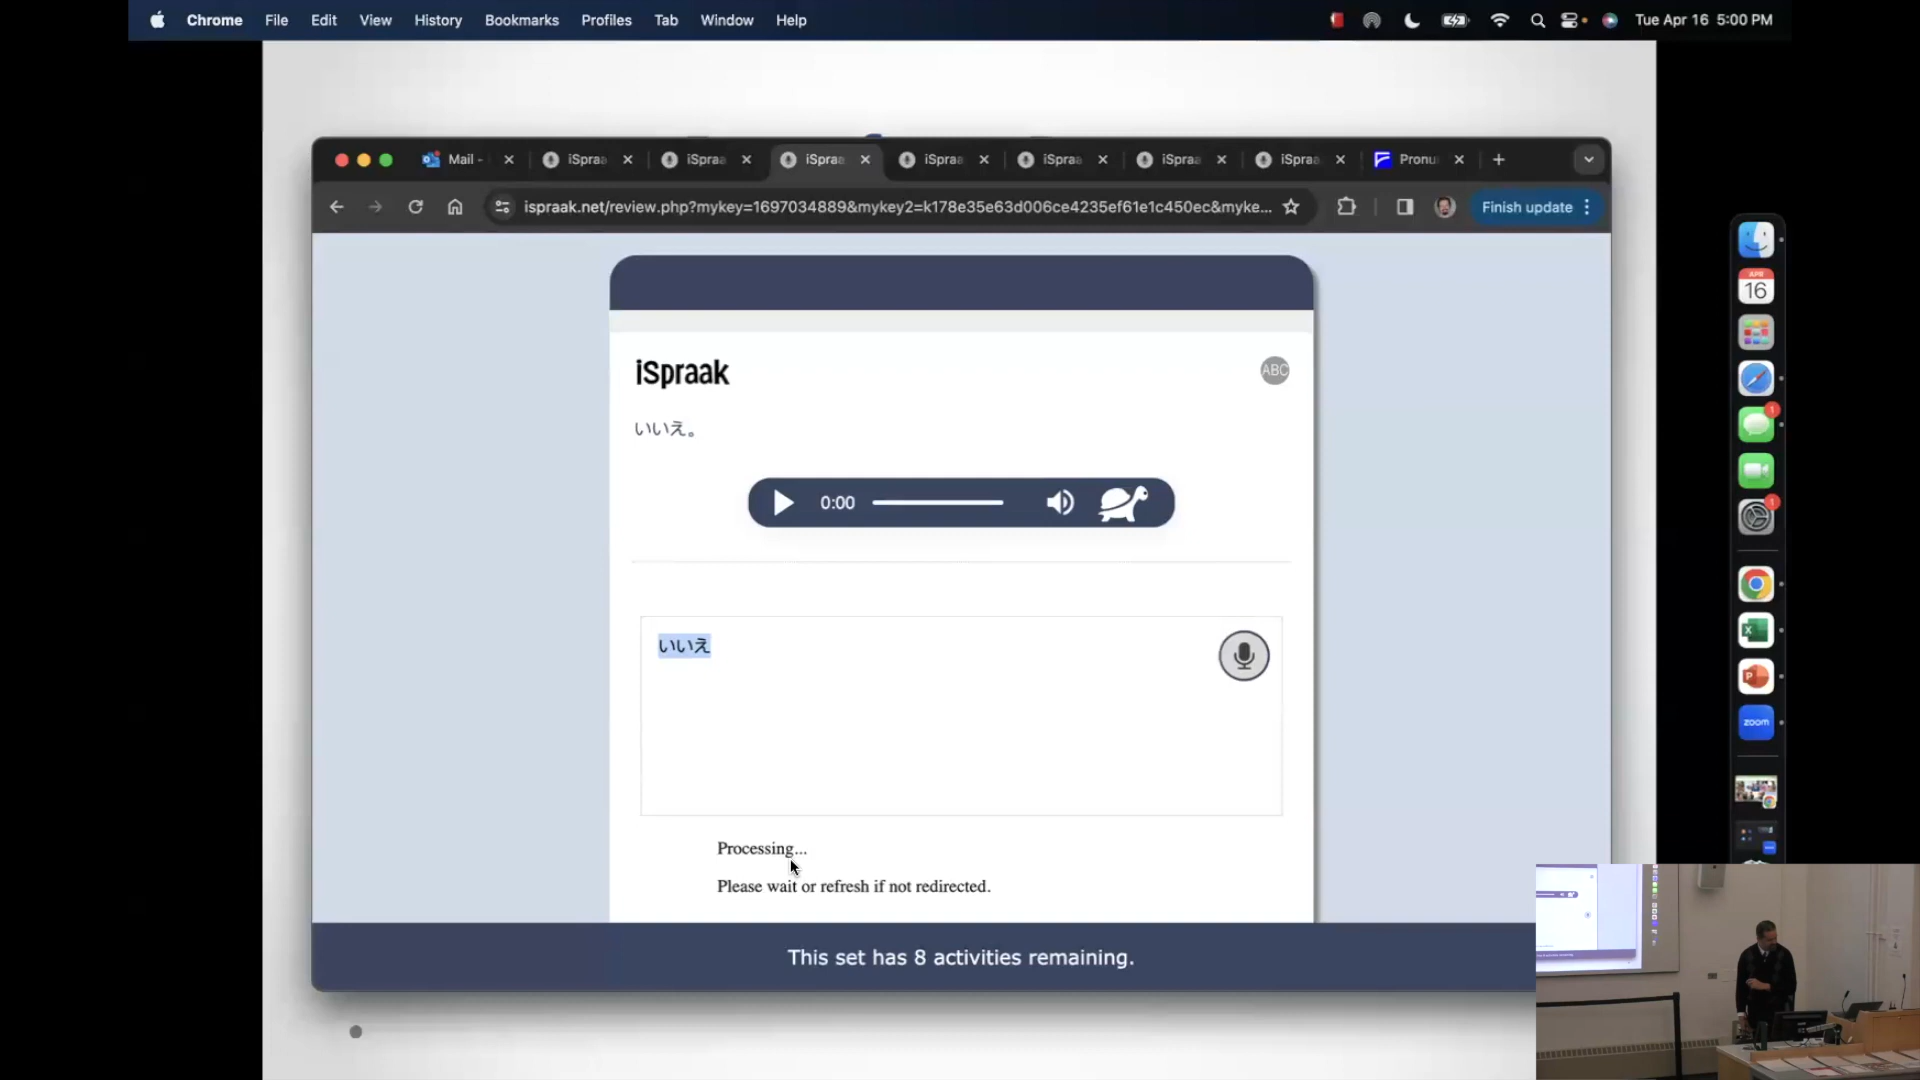 Chrome File Edit View History Bookmarks Profiles Tab Window Help Tue Apr 16 5:00 PM
Mail - iSpraa iSpraa iSpraa iSpraa iSpraa iSpraa iSpraa Pronu
ispraak.net/review.php?mykey=1697034889&mykey2=k178e35e63d006ce4235ef61e1c450ec&myke... Finish update
APR
16
iSpraak
ABC
いいえ。
1
0:00
1
いいえ
zoom
Processing...
Please wait or refresh if not redirected.
This set has 8 activities remaining.